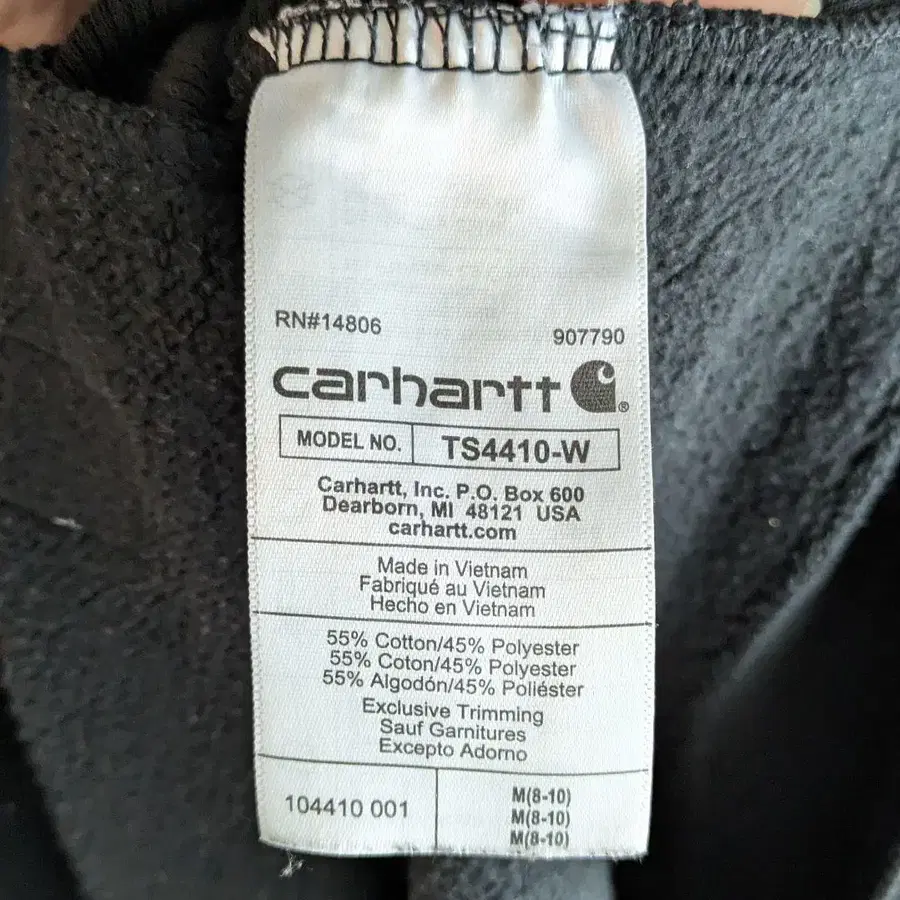 RN#14806
907790
carhartt ®
MODEL NO. TS4410-W
Carhartt, Inc. P.O. Box 600
Dearborn, MI 48121 USA
carhartt.com
Made in Vietnam
Fabriqué au Vietnam
Hecho en Vietnam
55% Cotton/45% Polyester
55% Coton/45% Polyester
55% Algodón/45% Poliéster
Exclusive Trimming
Sauf Garnitures
Excepto Adorno
104410 001
M(8-10)
M(8-10)
M(8-10)